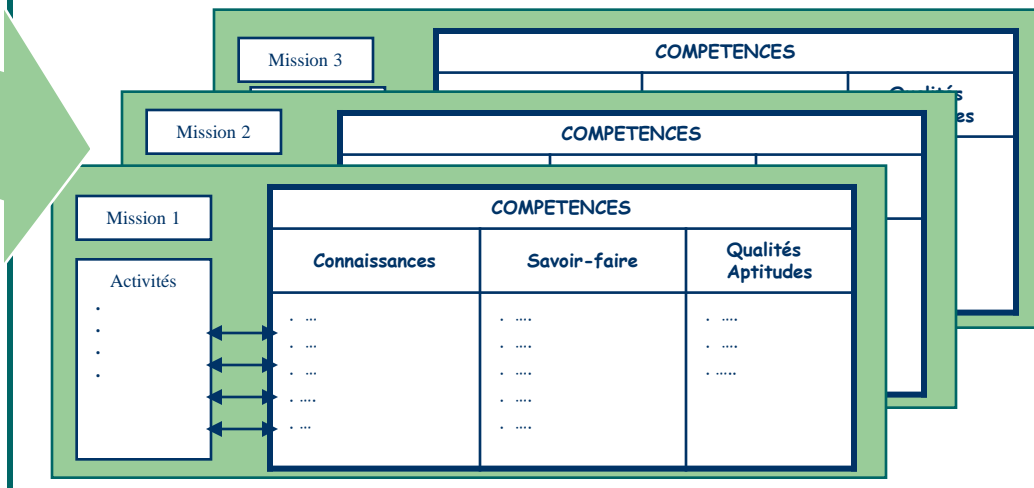 Mission 3
COMPETENCES
Mission 2
COMPETENCES
Mission 1
COMPETENCES
Connaissances
Savoir-faire
Qualités
Aptitudes
Activités
.
.
.
.
. ...
. ...
. ...
. ....
. ...
. ....
. ....
. ....
. ....
. ....
. ....
. ....
. .....